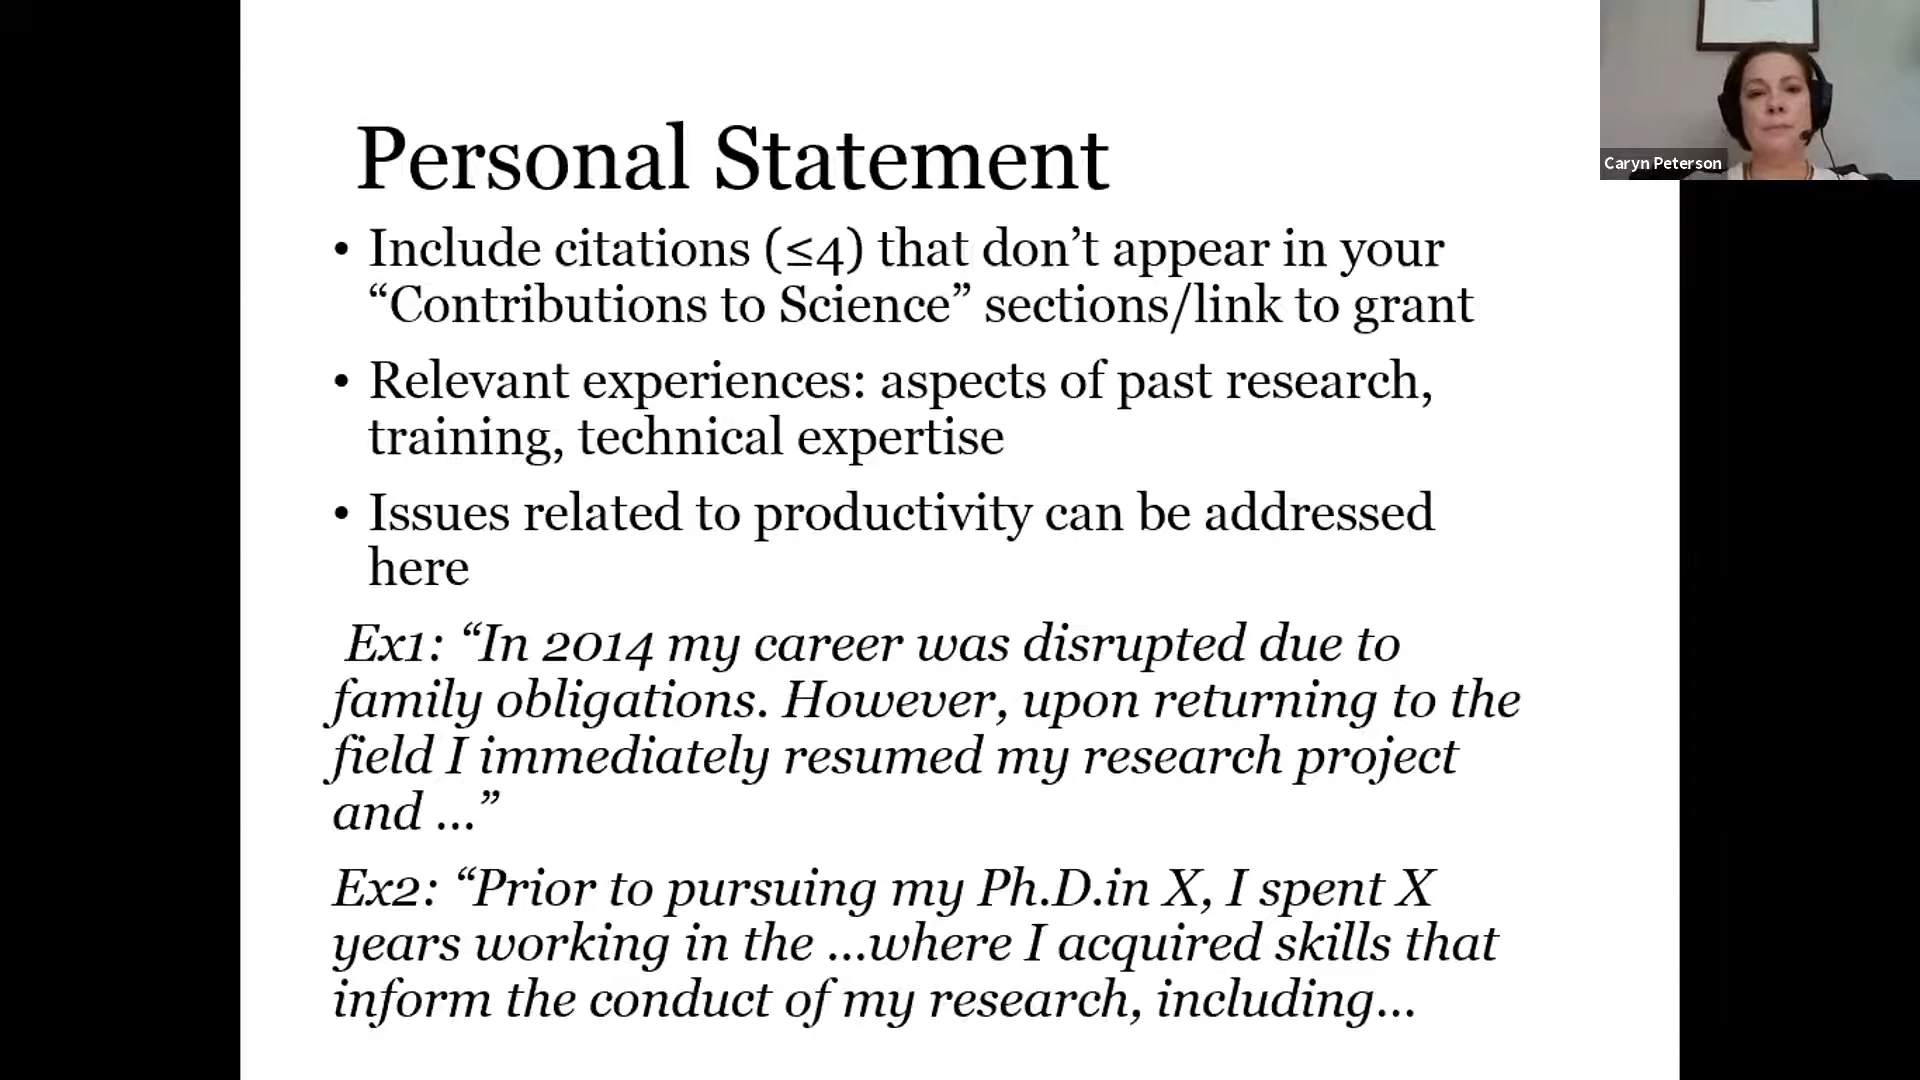 Personal Statement
• Include citations (≤4) that don’t appear in your
“Contributions to Science” sections/link to grant
• Relevant experiences: aspects of past research,
training, technical expertise
• Issues related to productivity can be addressed
here
Ex1: “In 2014 my career was disrupted due to
family obligations. However, upon returning to the
field I immediately resumed my research project
and ...”
Ex2: “Prior to pursuing my Ph.D.in X, I spent X
years working in the ...where I acquired skills that
inform the conduct of my research, including...
Caryn Peterson